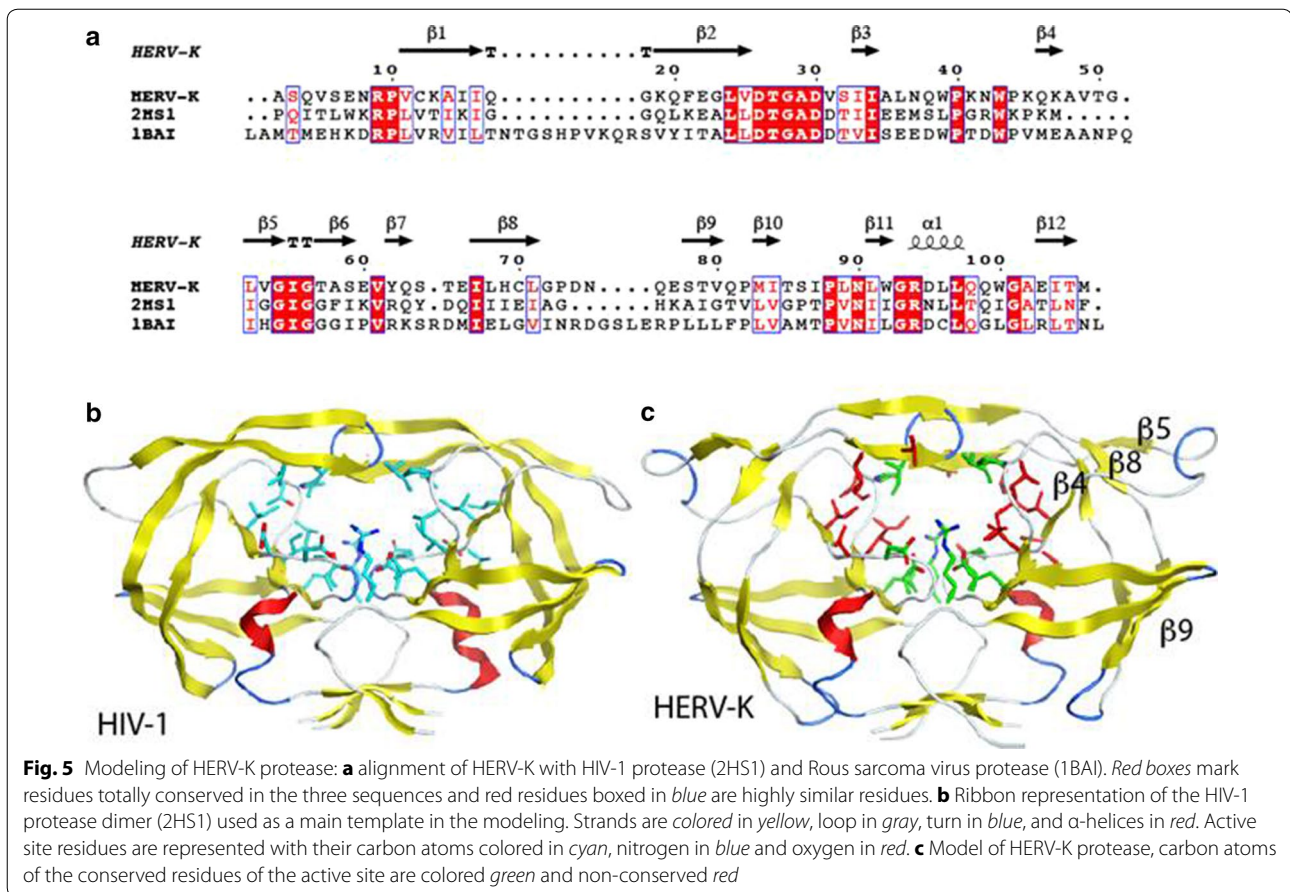 a
HERV-K β1 T..........T β2 β3 β4
10 20 30 40 50
HERV-K ..ASQVSENRPVCKAIIQ..........GKQFEGLVDTGADVSIIALNQWPKNWPKQKAVTG.
2HS1 ..PQITLWKRPLVTIKIG..........GQLKEALLDTGADDTIIEEMSLPGRWKPKM.....
1BAI LAMTMEHKDRPLVRVILTNTGSHPVKQRSVYITALLDTGADDTVISEEDWPTDWPVMEAANPQ
β5 TT β6 β7 β8 β9 β10 β11 α1 β12
HERV-K
60 70 80 90 100
HERV-K LVGIGTASEVYQS.TEILHCLGPDN....QESTVQPMITSIPLNLWGRDLLQQWGAEITM.
2HS1 IGGIGGFIKVRQY.DQIIIEIAG......HKAIGTVLVGPTPVNIIGRNLLTQIGATLNF.
1BAI IHGIGGGIPVRKSRDMIELGVINRDGSLERPLLLFPLVAMTPVNILGRDCLQGLGLRLTNL
b
c
β5
β8
β4
β9
HIV-1
HERV-K
Fig. 5 Modeling of HERV-K protease: a alignment of HERV-K with HIV-1 protease (2HS1) and Rous sarcoma virus protease (1BAI). Red boxes mark
residues totally conserved in the three sequences and red residues boxed in blue are highly similar residues. b Ribbon representation of the HIV-1
protease dimer (2HS1) used as a main template in the modeling. Strands are colored in yellow, loop in gray, turn in blue, and α-helices in red. Active
site residues are represented with their carbon atoms colored in cyan, nitrogen in blue and oxygen in red. c Model of HERV-K protease, carbon atoms
of the conserved residues of the active site are colored green and non-conserved red